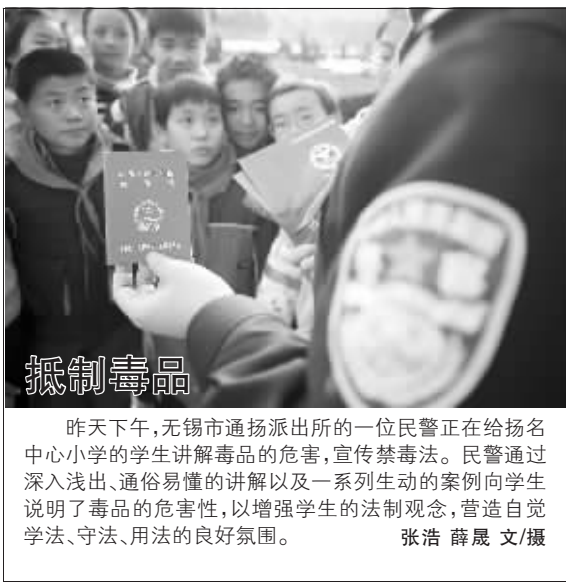 抵制毒品
昨天下午,无锡市通扬派出所的一位民警正在给扬名
中心小学的学生讲解毒品的危害,宣传禁毒法。民警通过
深入浅出、通俗易懂的讲解以及一系列生动的案例向学生
说明了毒品的危害性,以增强学生的法制观念,营造自觉
学法、守法、用法的良好氛围。 张浩 薛晟 文/摄